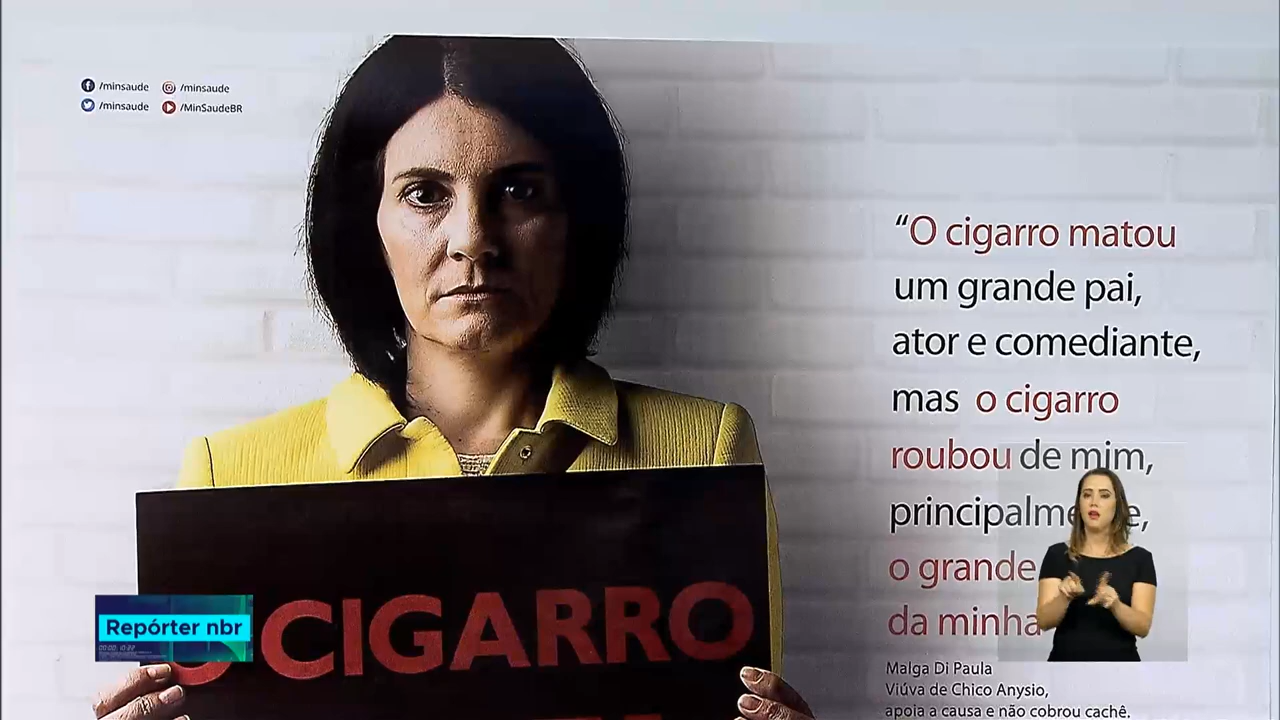 /minsaude /minsaude
/minsaude /MinSaudeBR
“O cigarro matou
um grande pai,
ator e comediante,
mas o cigarro
roubou de mim,
o grande
da minha
Malga Di Paula
Viúva de Chico Anysio,
apoia a causa e não cobrou cachê.
O CIGARRO
Repórter nbr